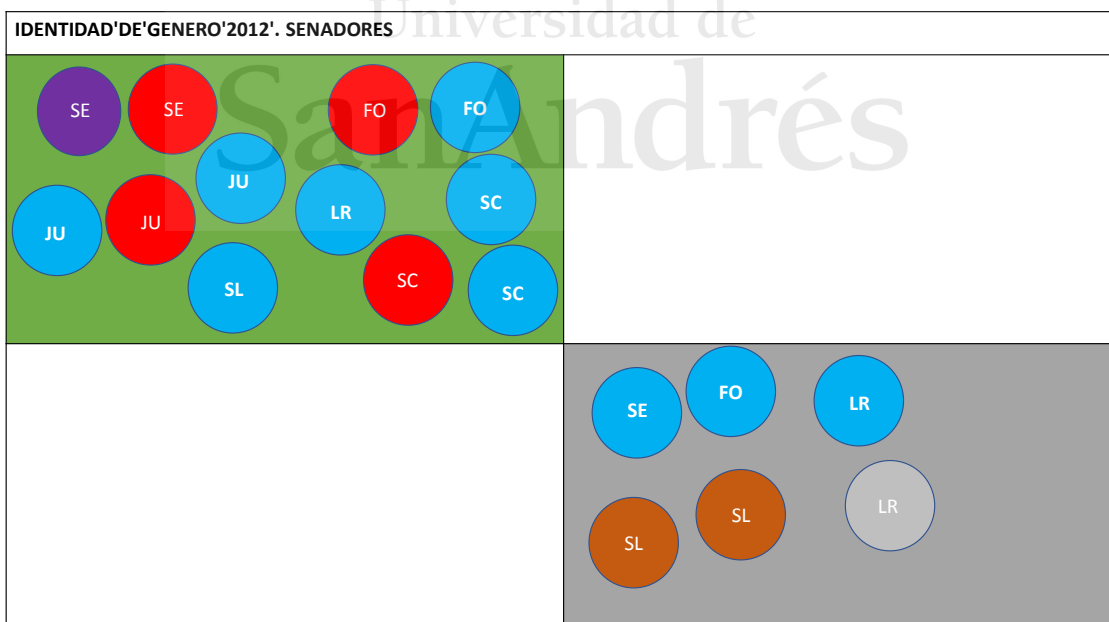 Universidad de
SanAndrés
IDENTIDAD'DE'GENERO'2012'. SENADORES
SE SE FO FO
JU JU JU LR SC
SL SC SC
SE FO LR
SL SL LR